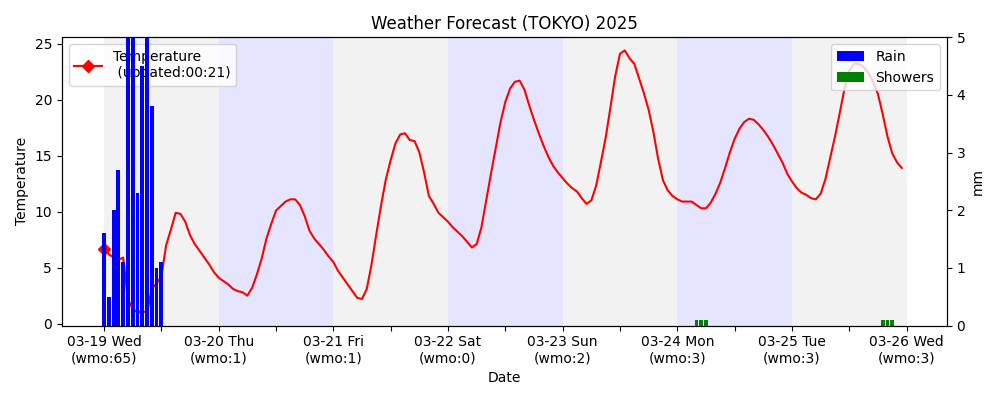 Weather Forecast (TOKYO) 2025
Temperature
(updated:00:21)
Rain
Showers
Temperature
25
20
15
10
5
0
5
4
3
2
1
0
mm
03-19 Wed
(wmo:65)
03-20 Thu
(wmo:1)
03-21 Fri
(wmo:1)
03-22 Sat
(wmo:0)
03-23 Sun
(wmo:2)
03-24 Mon
(wmo:3)
03-25 Tue
(wmo:3)
03-26 Wed
(wmo:3)
Date